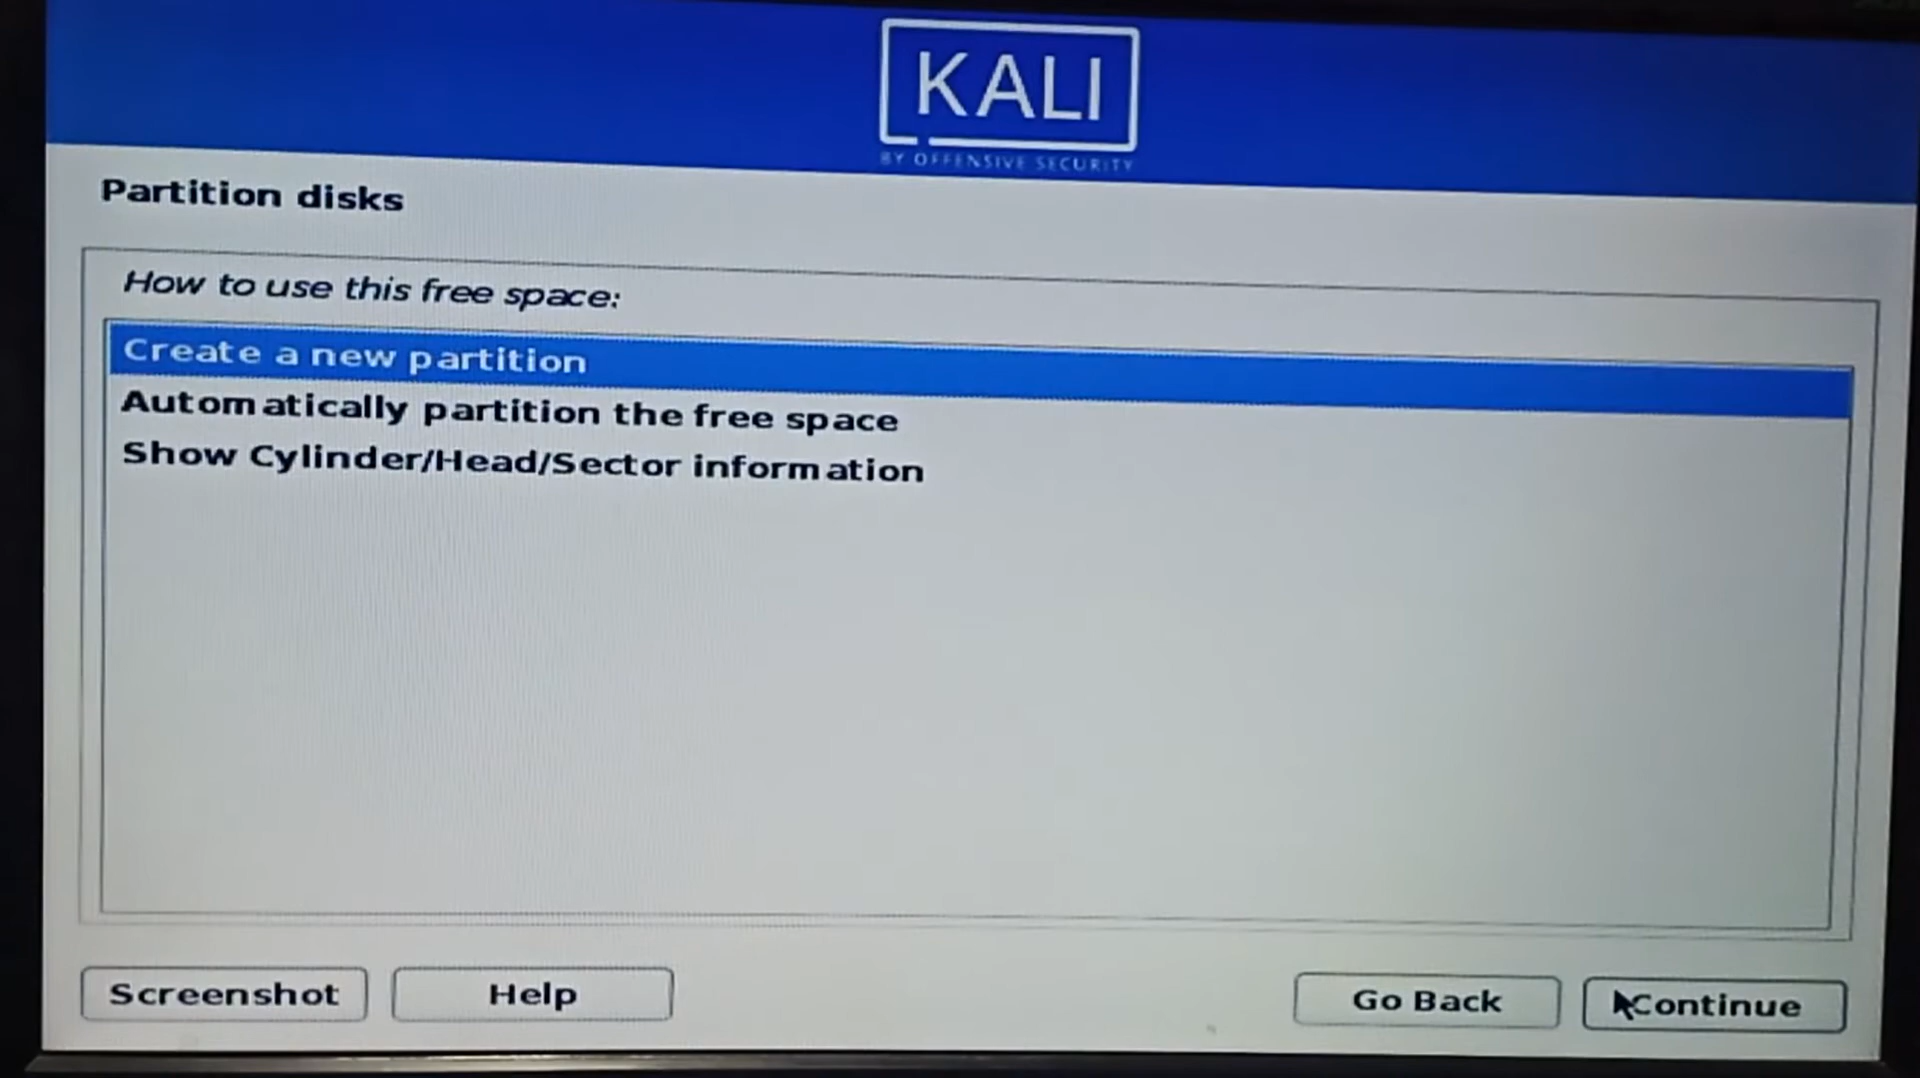 KALI
BY OFFENSIVE SECURITY
Partition disks
How to use this free space:
Create a new partition
Automatically partition the free space
Show Cylinder/Head/Sector information
Screenshot
Help
Go Back
Continue